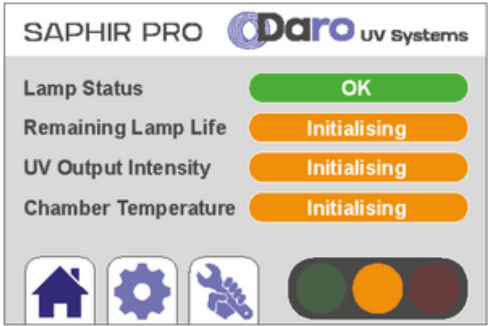 SAPHIR PRO Daro UV Systems
Lamp Status OK
Remaining Lamp Life Initialising
UV Output Intensity Initialising
Chamber Temperature Initialising